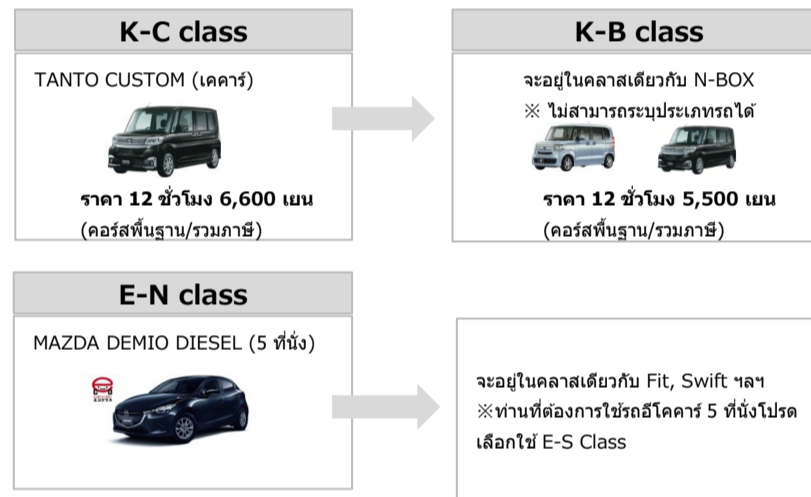 K-C class
TANTO CUSTOM (เคคาร์)
ราคา 12 ชั่วโมง 6,600 เยน
(คอร์สพื้นฐาน/รวมภาษี)
K-B class
จะอยู่ในคลาสเดียวกับ N-BOX
※ ไม่สามารถระบุประเภทรถได้
ราคา 12 ชั่วโมง 5,500 เยน
(คอร์สพื้นฐาน/รวมภาษี)
E-N class
MAZDA DEMIO DIESEL (5 ที่นั่ง)
จะอยู่ในคลาสเดียวกับ Fit, Swift ฯลฯ
※ท่านที่ต้องการใช้รถอีโคคาร์ 5 ที่นั่งโปรด
เลือกใช้ E-S Class